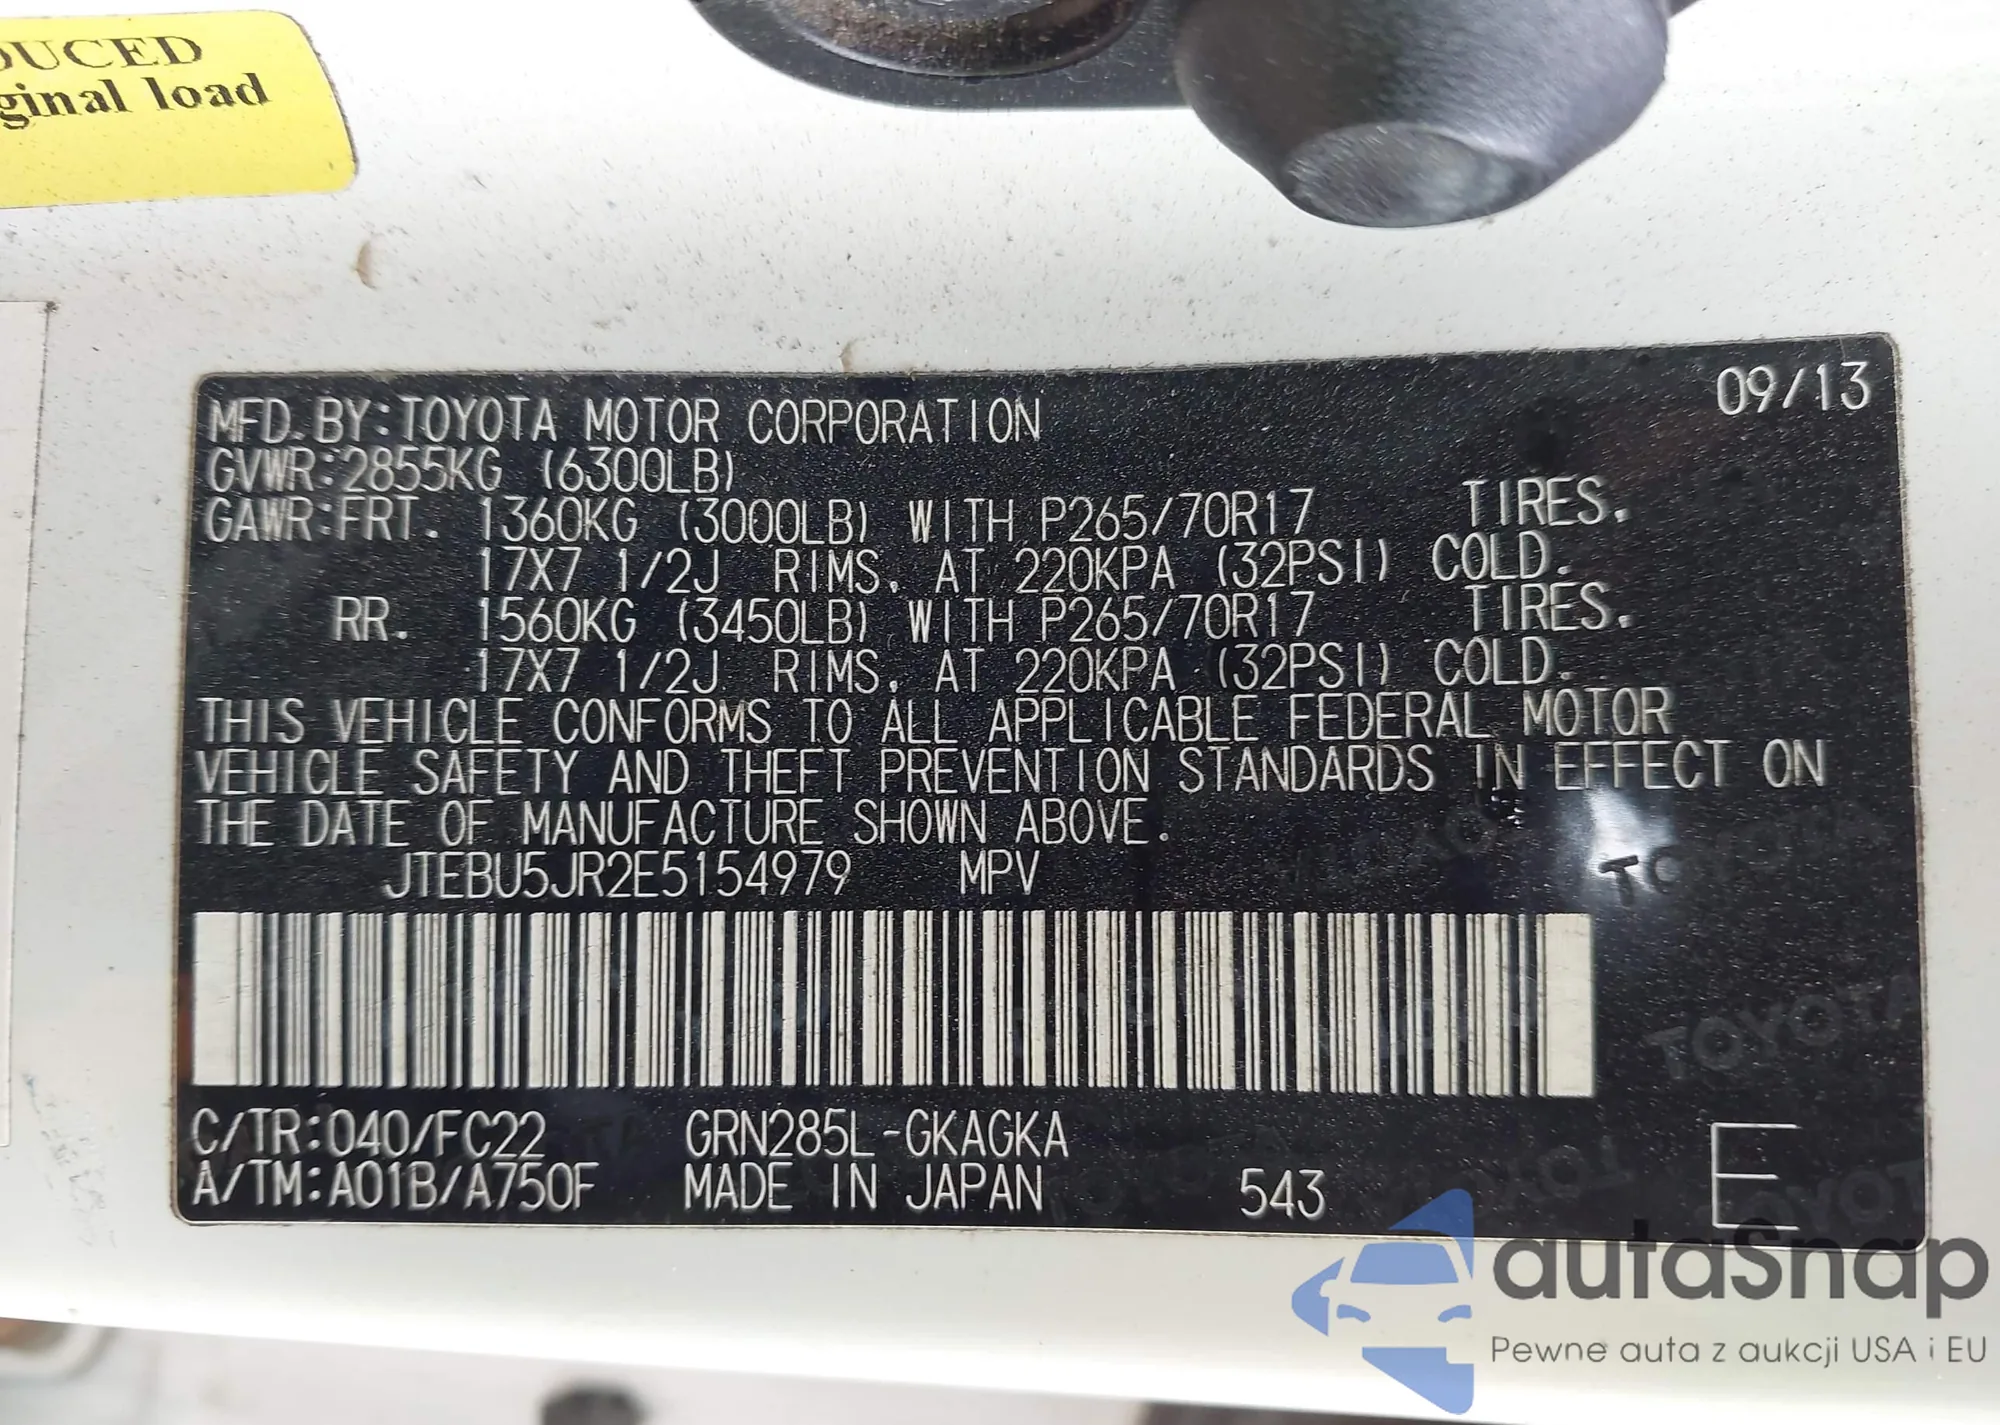 DUCED
ginal load
09/13
MFD. BY:TOYOTA MOTOR CORPORATION
GVWR:2855KG (6300LB)
GAWR:FRT. 1360KG (3000LB) WITH P265/70R17 TIRES.
17X7 1/2J RIMS, AT 220KPA (32PSI) COLD.
RR. 1560KG (3450LB) WITH P265/70R17 TIRES.
17X7 1/2J RIMS, AT 220KPA (32PSI) COLD.
THIS VEHICLE CONFORMS TO ALL APPLICABLE FEDERAL MOTOR
VEHICLE SAFETY AND THEFT PREVENTION STANDARDS IN EFFECT ON
THE DATE OF MANUFACTURE SHOWN ABOVE.
JTEBU5JR2E5154979 MPV
TOYOTA
TOYOTA
C/TR:040/FC22 GRN285L-GKAGKA
A/TM:A01B/A750F MADE IN JAPAN 543 E
autaSnap
Pewne auta z aukcji USA i EU